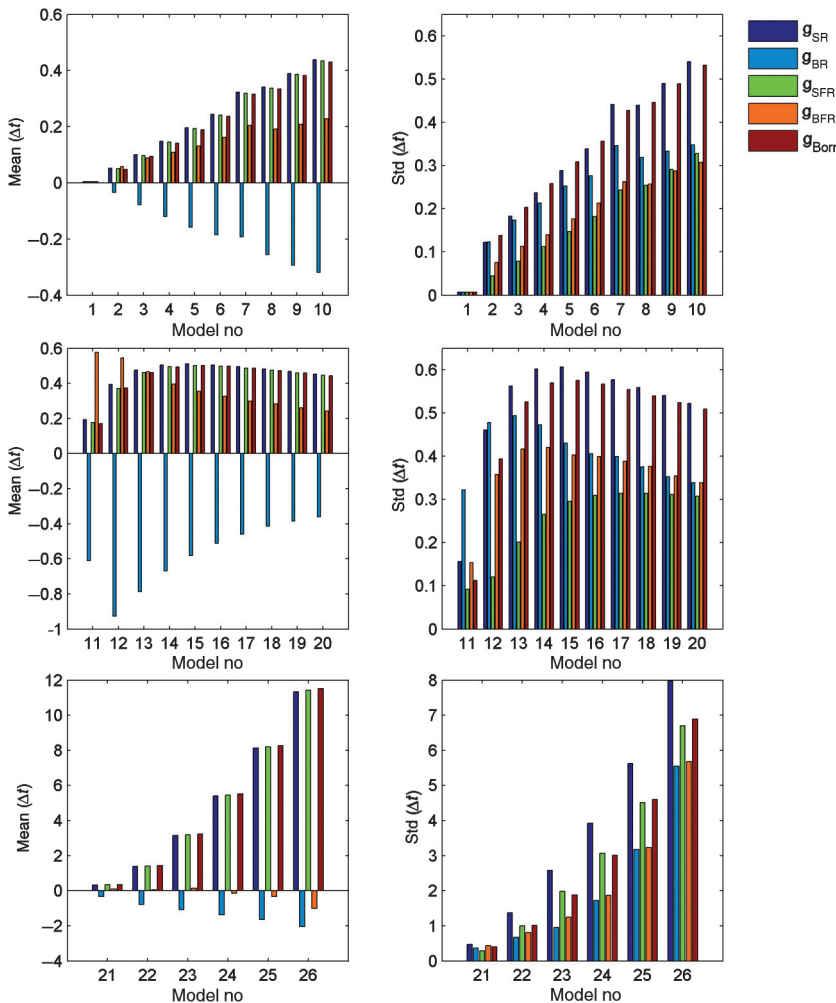 0.6
0.4
0.2
0
−0.2
−0.4
Mean (Δt)
1 2 3 4 5 6 7 8 9 10
Model no
0.6
0.5
0.4
0.3
0.2
0.1
0
Std (Δt)
1 2 3 4 5 6 7 8 9 10
Model no
gSR
gBR
gSFR
gBFR
gBorn
0.6
0.4
0.2
0
−0.2
−0.4
−0.6
−0.8
-1
Mean (Δt)
11 12 13 14 15 16 17 18 19 20
Model no
0.6
0.5
0.4
0.3
0.2
0.1
0
Std (Δt)
11 12 13 14 15 16 17 18 19 20
Model no
12
10
8
6
4
2
0
−2
−4
Mean (Δt)
21 22 23 24 25 26
Model no
8
7
6
5
4
3
2
1
0
Std (Δt)
21 22 23 24 25 26
Model no